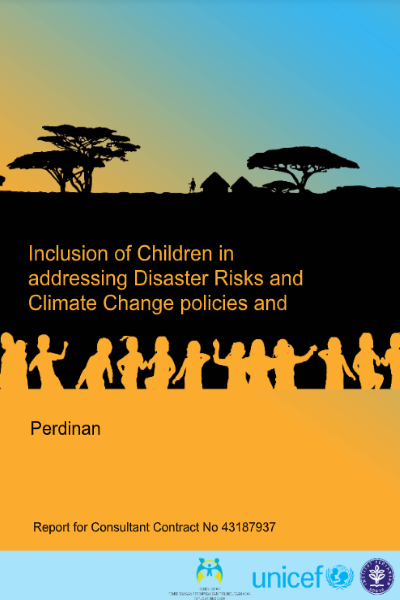 Inclusion of Children in
addressing Disaster Risks and
Climate Change policies and
Perdinan
Report for Consultant Contract No 43187937
unicef